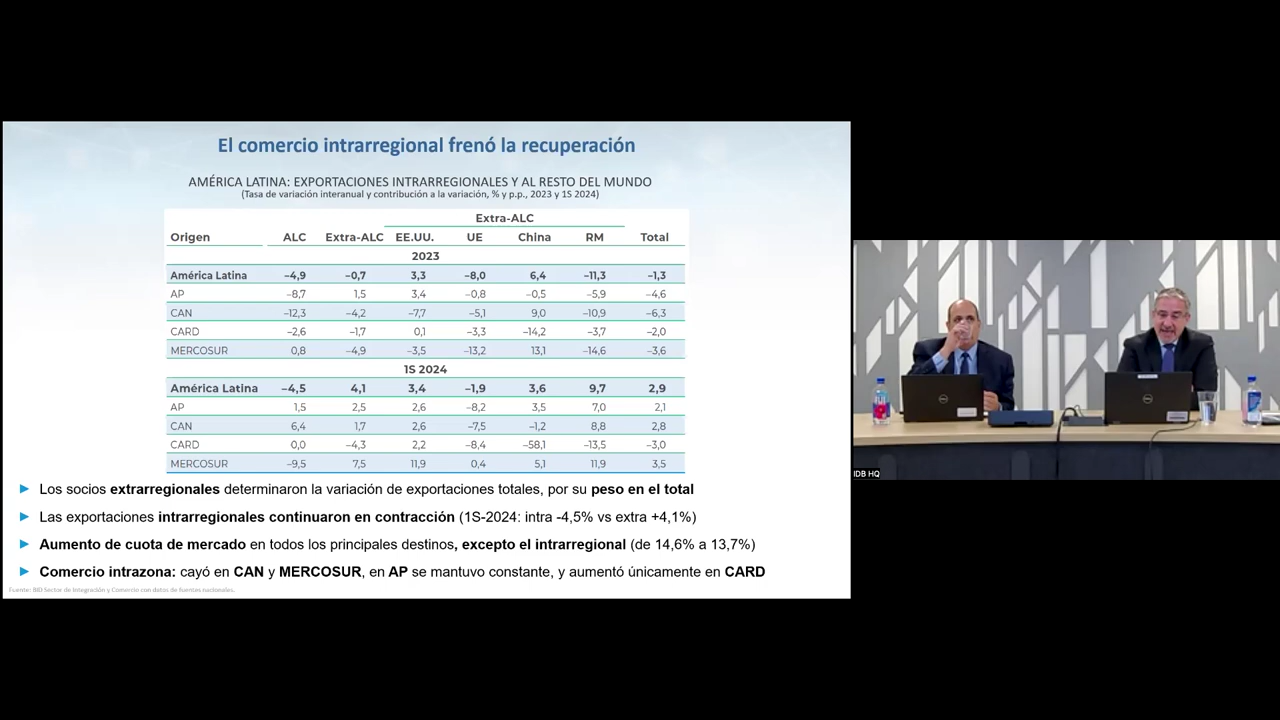 El comercio intrarregional frenó la recuperación
AMÉRICA LATINA: EXPORTACIONES INTRARREGIONALES Y AL RESTO DEL MUNDO
(Tasa de variación interanual y contribución a la variación, % y p.p., 2023 y 1S 2024)
Extra-ALC
Origen ALC Extra-ALC EE.UU. UE China RM Total
2023
América Latina –4,9 –0,7 3,3 –8,0 6,4 –11,3 –1,3
AP –8,7 1,5 3,4 –0,8 –0,5 –5,9 –4,6
CAN –12,3 –4,2 –7,7 –5,1 9,0 –10,9 –6,3
CARD –2,6 –1,7 0,1 –3,3 –14,2 –3,7 –2,0
MERCOSUR 0,8 –4,9 –3,5 –13,2 13,1 –14,6 –3,6
1S 2024
América Latina –4,5 4,1 3,4 –1,9 3,6 9,7 2,9
AP 1,5 2,5 2,6 –8,2 3,5 7,0 2,1
CAN 6,4 1,7 2,6 –7,5 –1,2 8,8 2,8
CARD 0,0 –4,3 2,2 –8,4 –58,1 –13,5 –3,0
MERCOSUR –9,5 7,5 11,9 0,4 5,1 11,9 3,5
Los socios extrarregionales determinaron la variación de exportaciones totales, por su peso en el total
Las exportaciones intrarregionales continuaron en contracción (1S-2024: intra -4,5% vs extra +4,1%)
Aumento de cuota de mercado en todos los principales destinos, excepto el intrarregional (de 14,6% a 13,7%)
Comercio intrazona: cayó en CAN y MERCOSUR, en AP se mantuvo constante, y aumentó únicamente en CARD
Fuente: BID Sector de Integración y Comercio con datos de fuentes nacionales.
IDB HQ